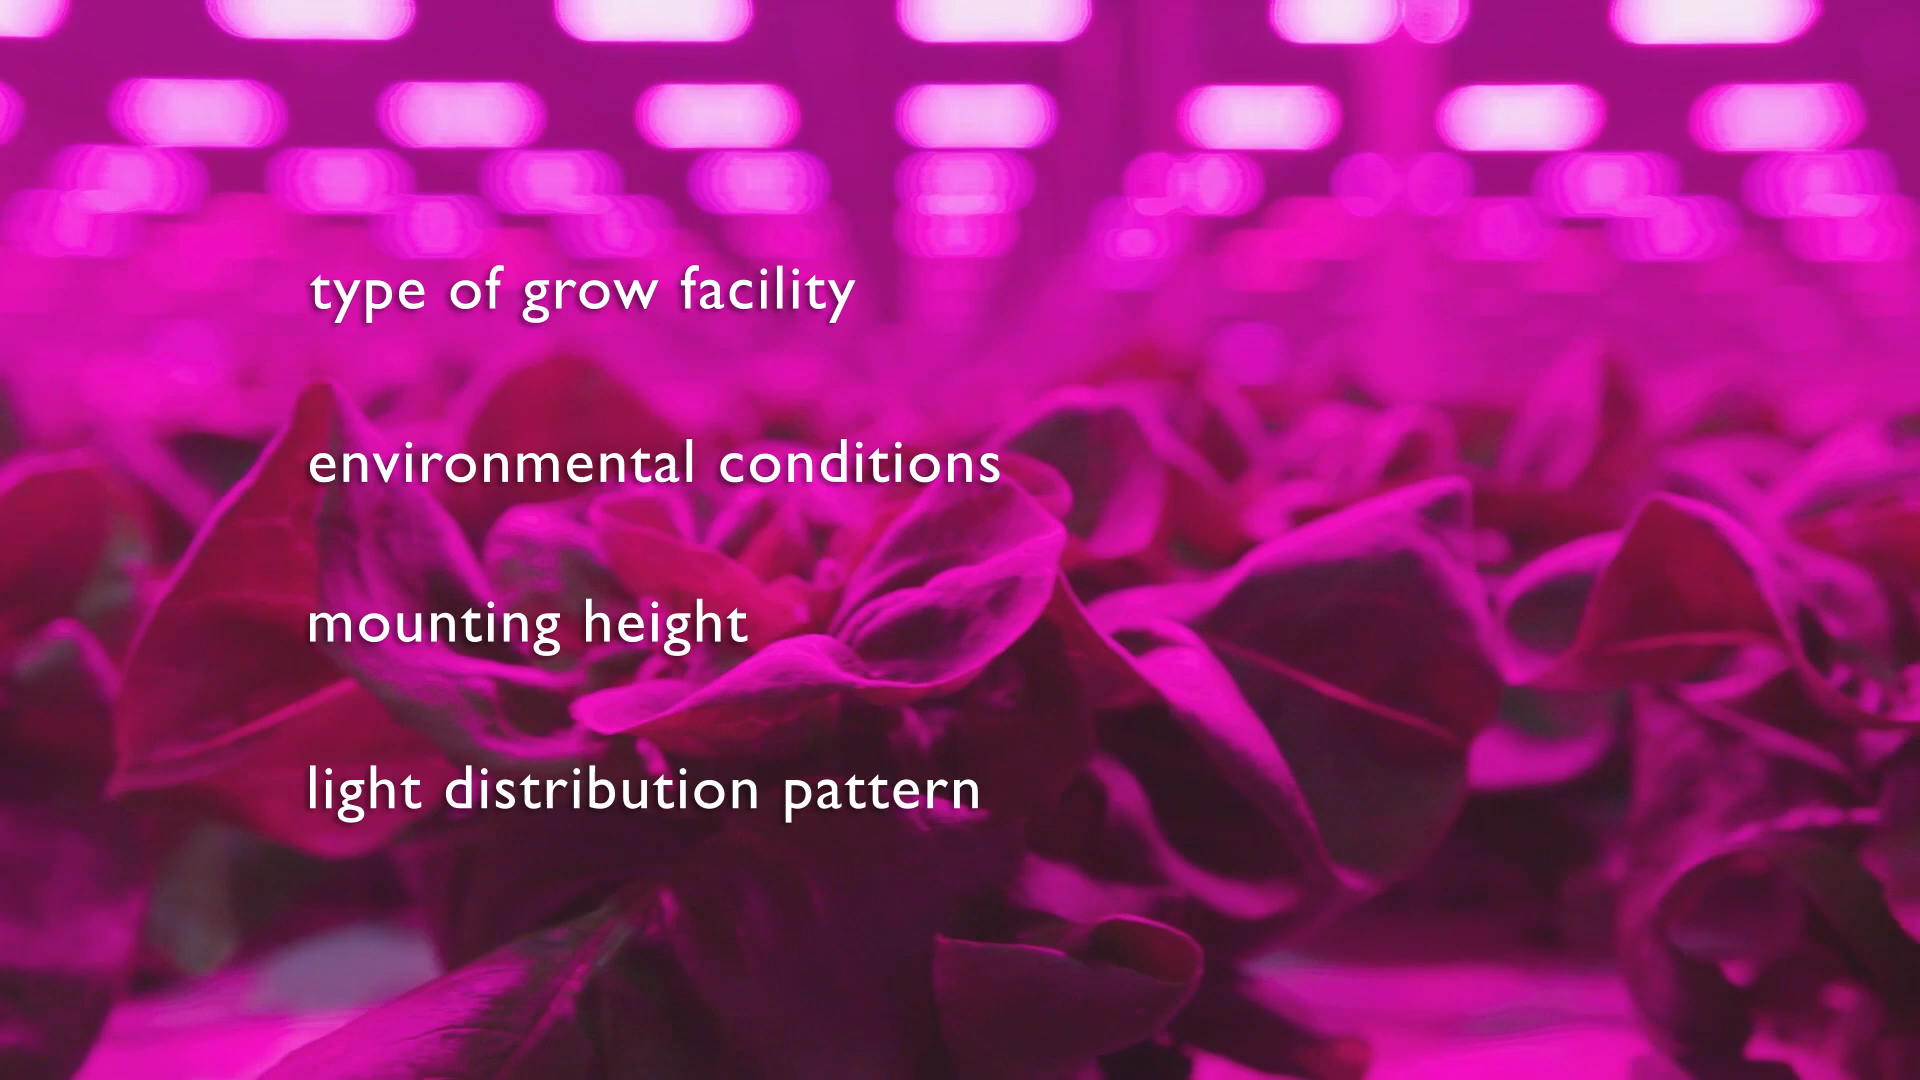 type of grow facility
environmental conditions
mounting height
light distribution pattern